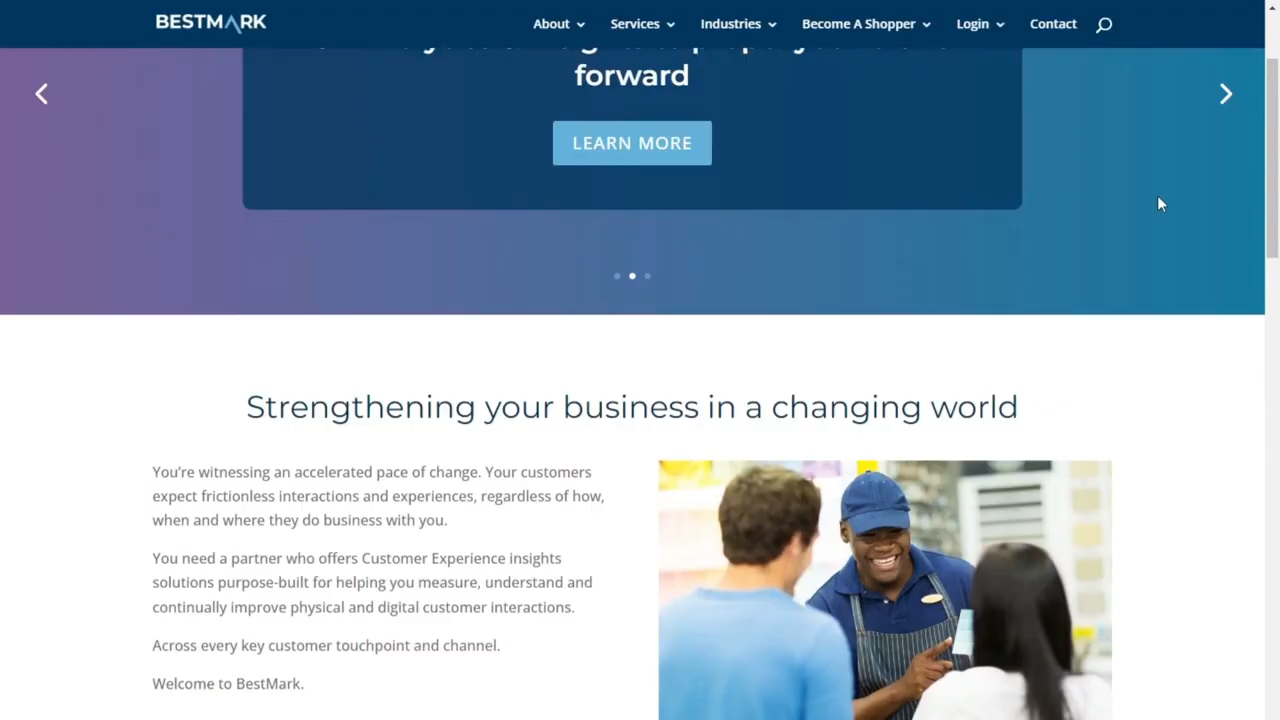 BESTMARK
About
Services
Industries
Become A Shopper
Login
Contact
forward
LEARN MORE
Strengthening your business in a changing world
You're witnessing an accelerated pace of change. Your customers
expect frictionless interactions and experiences, regardless of how,
when and where they do business with you.
You need a partner who offers Customer Experience insights
solutions purpose-built for helping you measure, understand and
continually improve physical and digital customer interactions.
Across every key customer touchpoint and channel.
Welcome to BestMark.